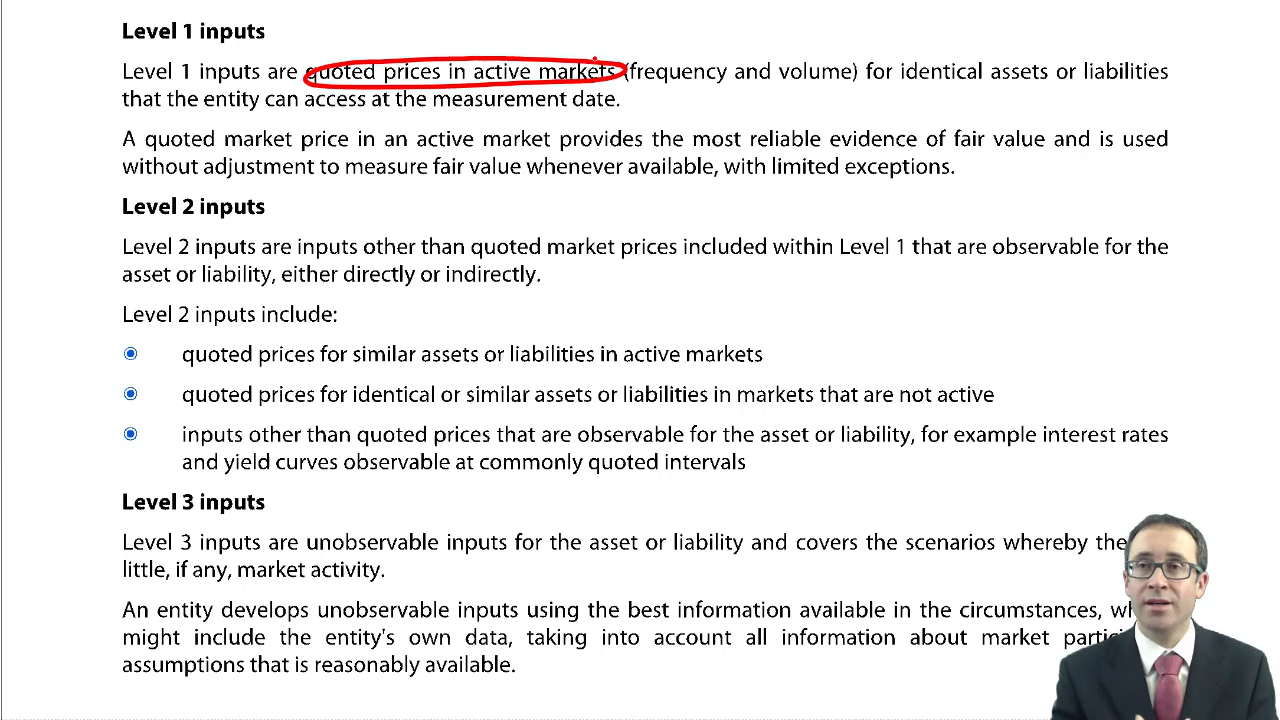 Level 1 inputs
Level 1 inputs are quoted prices in active markets (frequency and volume) for identical assets or liabilities
that the entity can access at the measurement date.
A quoted market price in an active market provides the most reliable evidence of fair value and is used
without adjustment to measure fair value whenever available, with limited exceptions.
Level 2 inputs
Level 2 inputs are inputs other than quoted market prices included within Level 1 that are observable for the
asset or liability, either directly or indirectly.
Level 2 inputs include:
quoted prices for similar assets or liabilities in active markets
quoted prices for identical or similar assets or liabilities in markets that are not active
inputs other than quoted prices that are observable for the asset or liability, for example interest rates
and yield curves observable at commonly quoted intervals
Level 3 inputs
Level 3 inputs are unobservable inputs for the asset or liability and covers the scenarios whereby
little, if any, market activity.
An entity develops unobservable inputs using the best information available in the circumstances,
might include the entity's own data, taking into account all information about market
assumptions that is reasonably available.